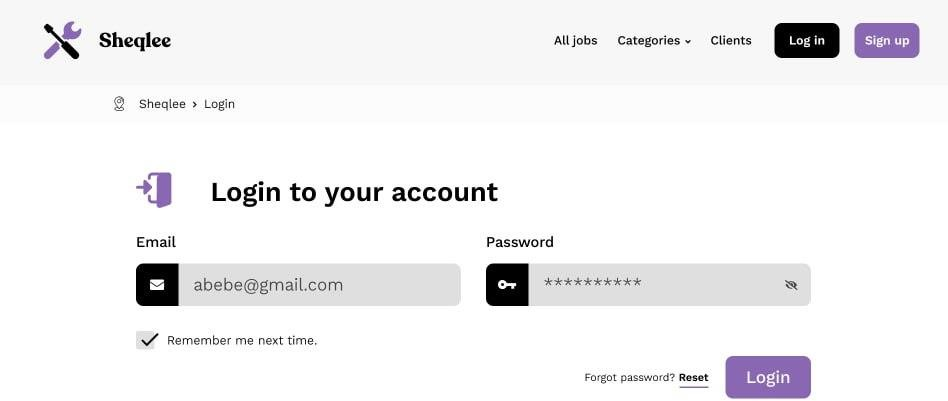 Sheqlee
All jobs Categories Clients Log in Sign up
Sheqlee > Login
Login to your account
Email Password
abebe@gmail.com **********
Remember me next time.
Forgot password? Reset Login